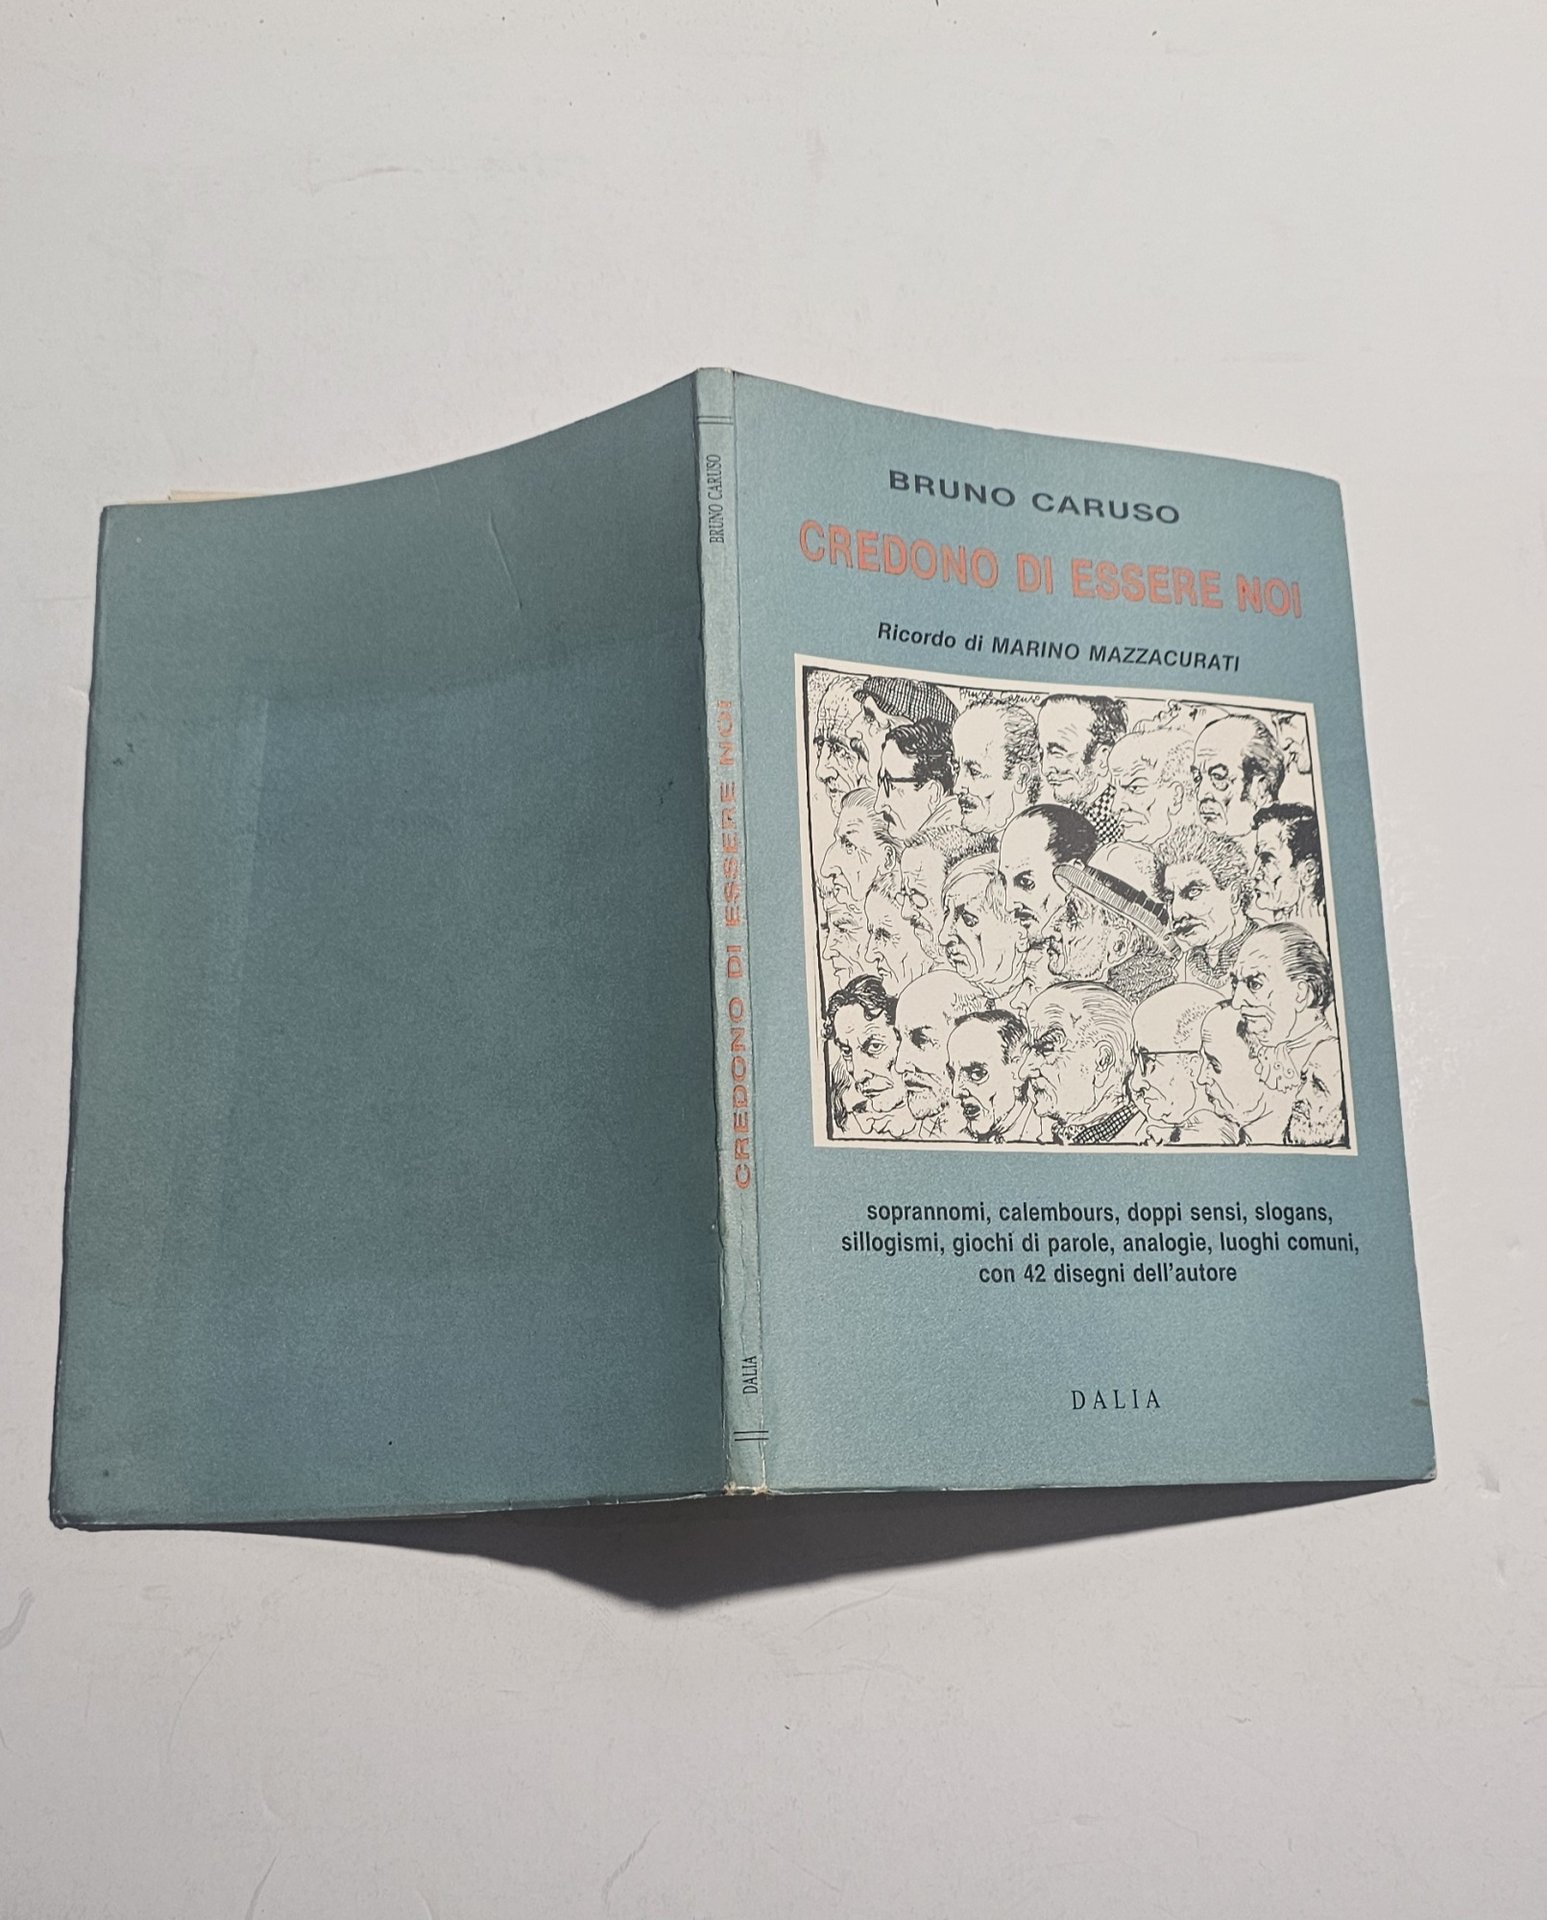 BRUNO CARUSO
CREDONO DI ESSERE NOI
DALIA
BRUNO CARUSO
CREDONO DI ESSERE NOI
Ricordo di MARINO MAZZACURATI
Bruno Caruso
soprannomi, calembours, doppi sensi, slogans,
sillogismi, giochi di parole, analogie, luoghi comuni,
con 42 disegni dell'autore
DALIA